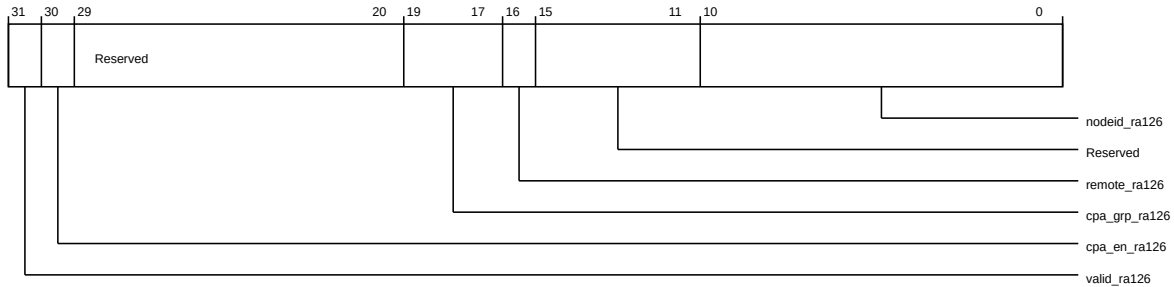 31 30 29 20 19 17 16 15 11 10 0
Reserved
nodeid_ra126
Reserved
remote_ra126
cpa_grp_ra126
cpa_en_ra126
valid_ra126